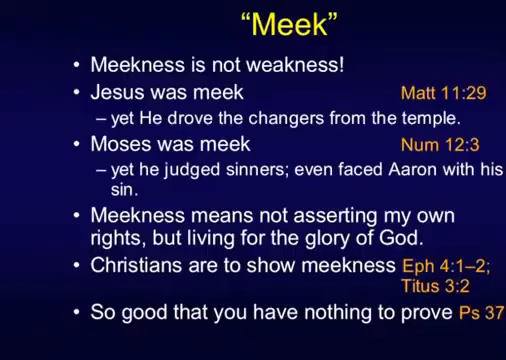 “Meek”
• Meekness is not weakness!
• Jesus was meek Matt 11:29
– yet He drove the changers from the temple.
• Moses was meek Num 12:3
– yet he judged sinners; even faced Aaron with his
sin.
• Meekness means not asserting my own
rights, but living for the glory of God.
• Christians are to show meekness Eph 4:1–2;
Titus 3:2
• So good that you have nothing to prove Ps 37